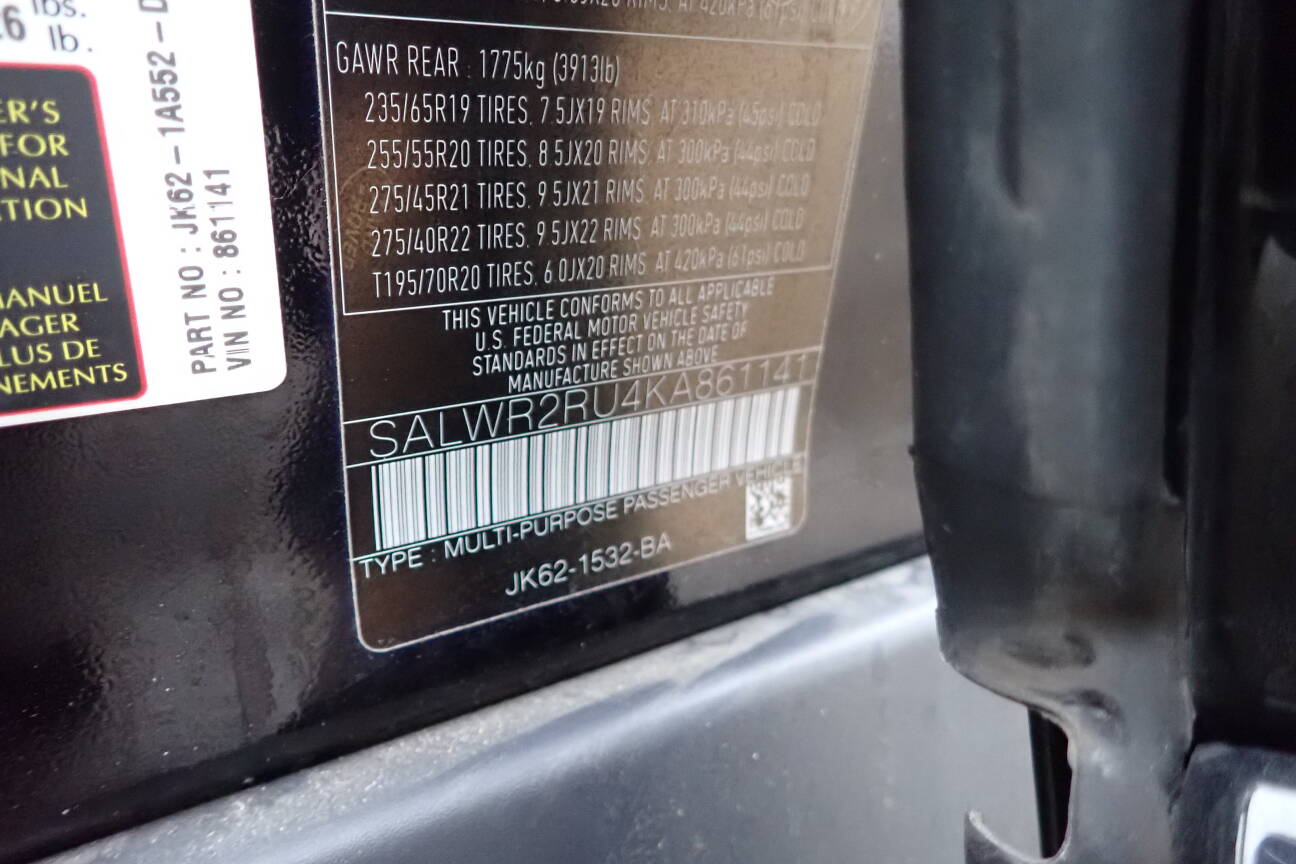 lbs.
lb.
ER'S
FOR
NAL
TION
MANUEL
AGER
LUS DE
NEMENTS
PART NO : JK62-1A552-D
VIN NO : 861141
RIMS. AT 420kPa (61psi) COLD
GAWR REAR : 1775kg (3913lb)
235/65R19 TIRES, 7.5JX19 RIMS AT 310kPa (45psi) COLD
255/55R20 TIRES, 8.5JX20 RIMS, AT 300kPa (44psi) COLD
275/45R21 TIRES, 9.5JX21 RIMS AT 300kPa (44psi) COLD
275/40R22 TIRES, 9.5JX22 RIMS AT 300kPa (44psi) COLD
T195/70R20 TIRES, 6.0JX20 RIMS AT 420kPa (61psi) COLD
THIS VEHICLE CONFORMS TO ALL APPLICABLE
U.S. FEDERAL MOTOR VEHICLE SAFETY
STANDARDS IN EFFECT ON THE DATE OF
MANUFACTURE SHOWN ABOVE
SALWR2RU4KA861141
TYPE : MULTI-PURPOSE PASSENGER VEHICLE
JK62-1532-BA